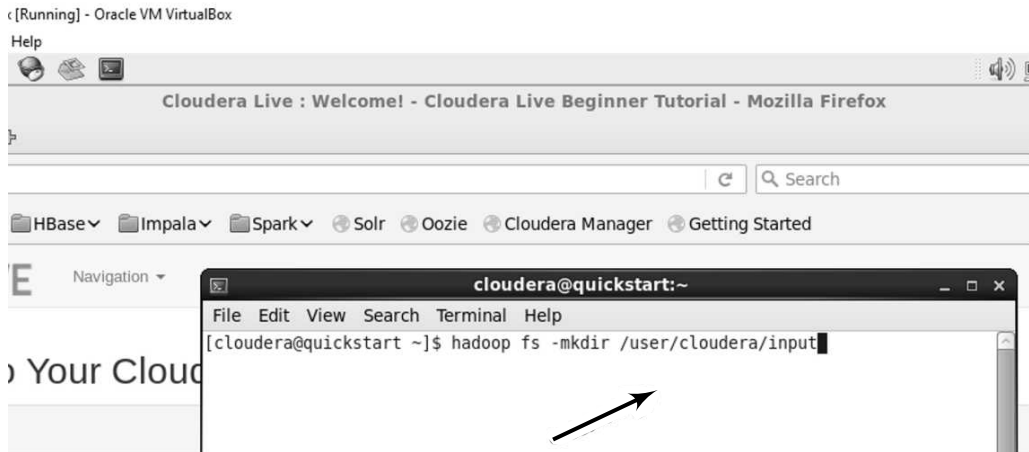 [Running] - Oracle VM VirtualBox
Help
Cloudera Live : Welcome! - Cloudera Live Beginner Tutorial - Mozilla Firefox
Search
HBase Impala Spark Solr Oozie Cloudera Manager Getting Started
Navigation
cloudera@quickstart:~
File Edit View Search Terminal Help
[cloudera@quickstart ~]$ hadoop fs -mkdir /user/cloudera/input
Your Cloud